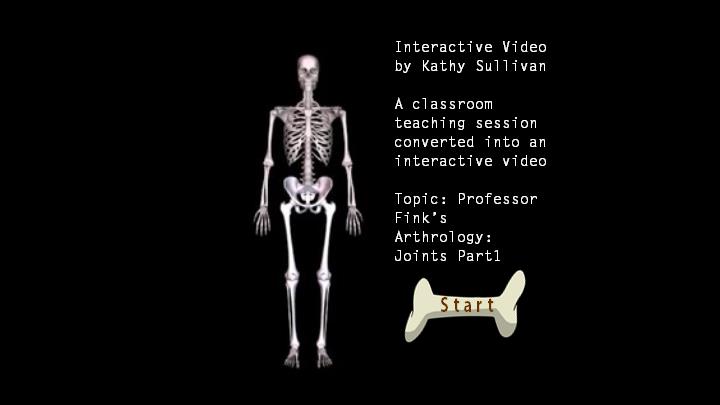 Interactive Video
by Kathy Sullivan
A classroom
teaching session
converted into an
interactive video
Topic: Professor
Fink's
Arthrology:
Joints Part1
Start